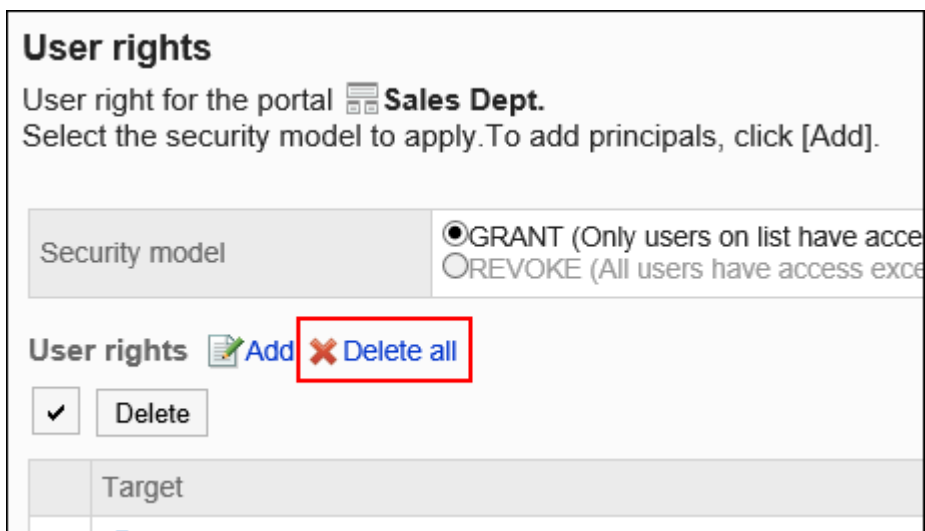 User rights
User right for the portal Sales Dept.
Select the security model to apply.To add principals, click [Add].
Security model
GRANT (Only users on list have acce
REVOKE (All users have access exce
User rights Add Delete all
Delete
Target